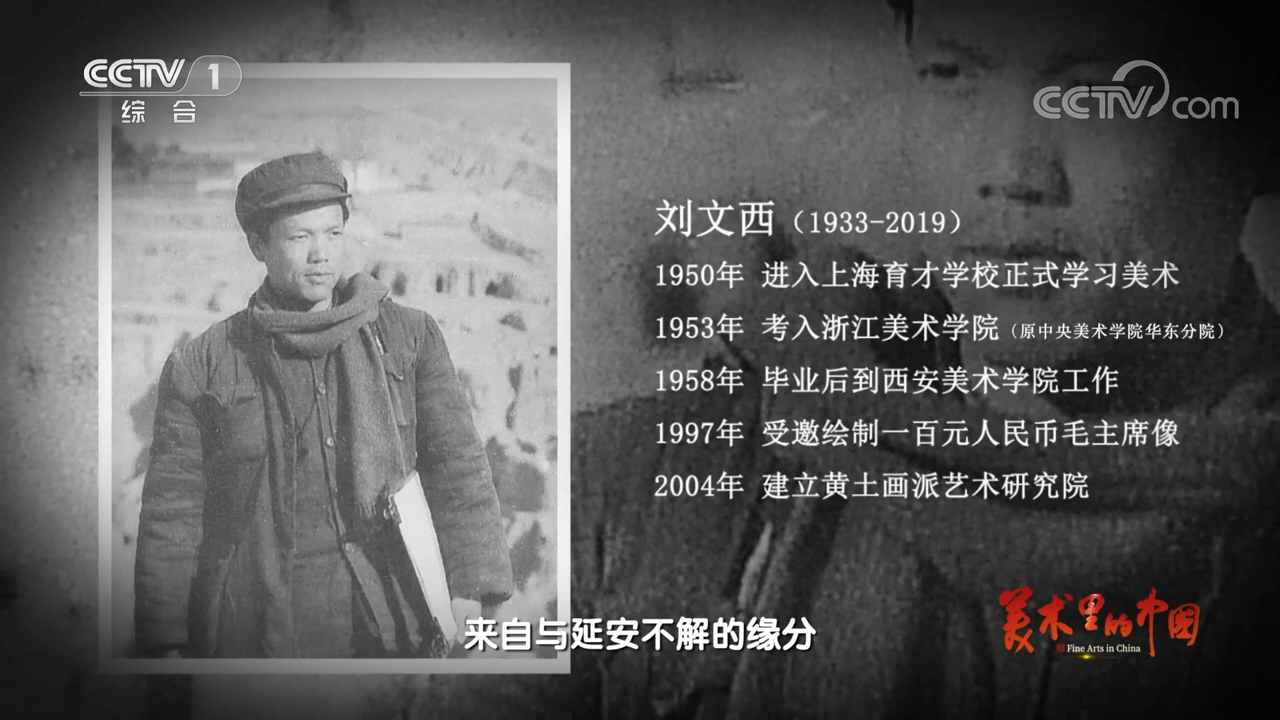 CCTV 1
综合
CCTV.com
刘文西（1933-2019）
1950年 进入上海育才学校正式学习美术
1953年 考入浙江美术学院（原中央美术学院华东分院）
1958年 毕业后到西安美术学院工作
1997年 受邀绘制一百元人民币毛主席像
2004年 建立黄土画派艺术研究院
来自与延安不解的缘分
美术里的中国
Fine Arts in China